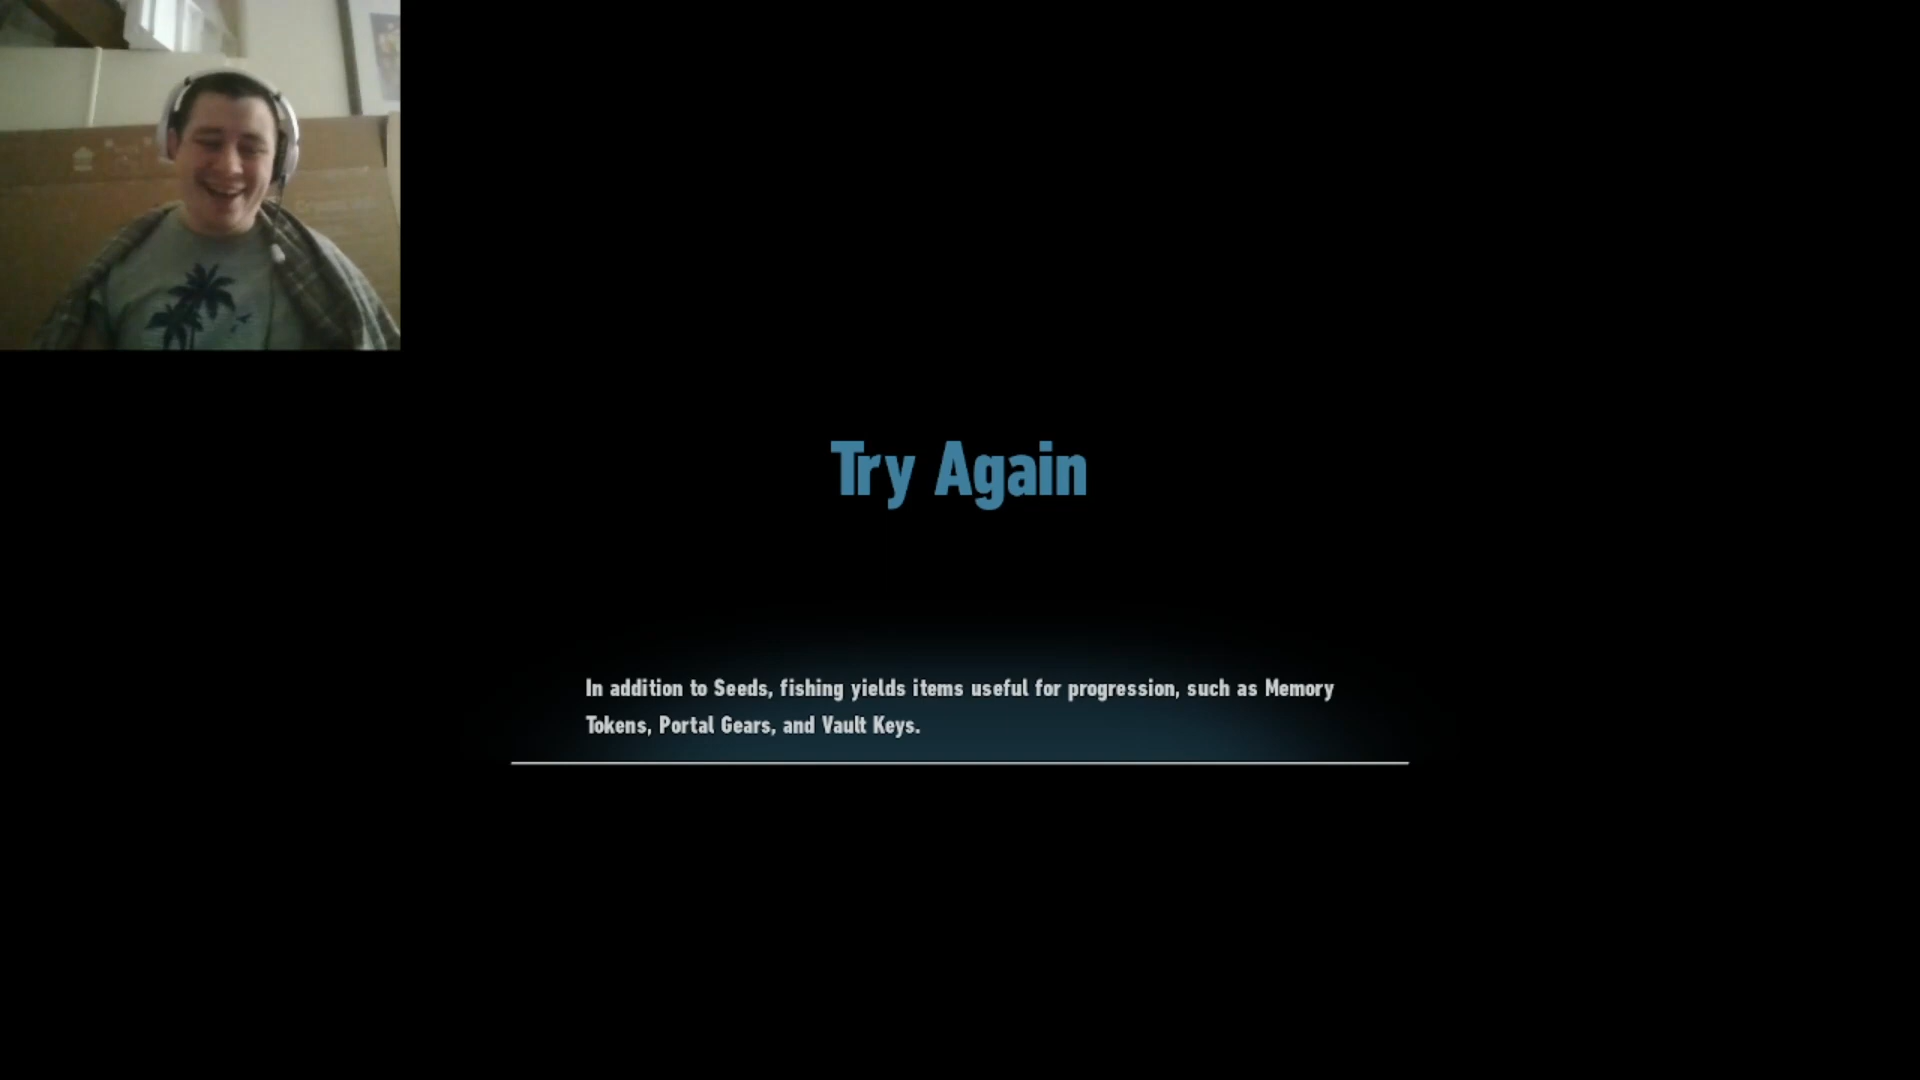 Try Again
In addition to Seeds, fishing yields items useful for progression, such as Memory
Tokens, Portal Gears, and Vault Keys.